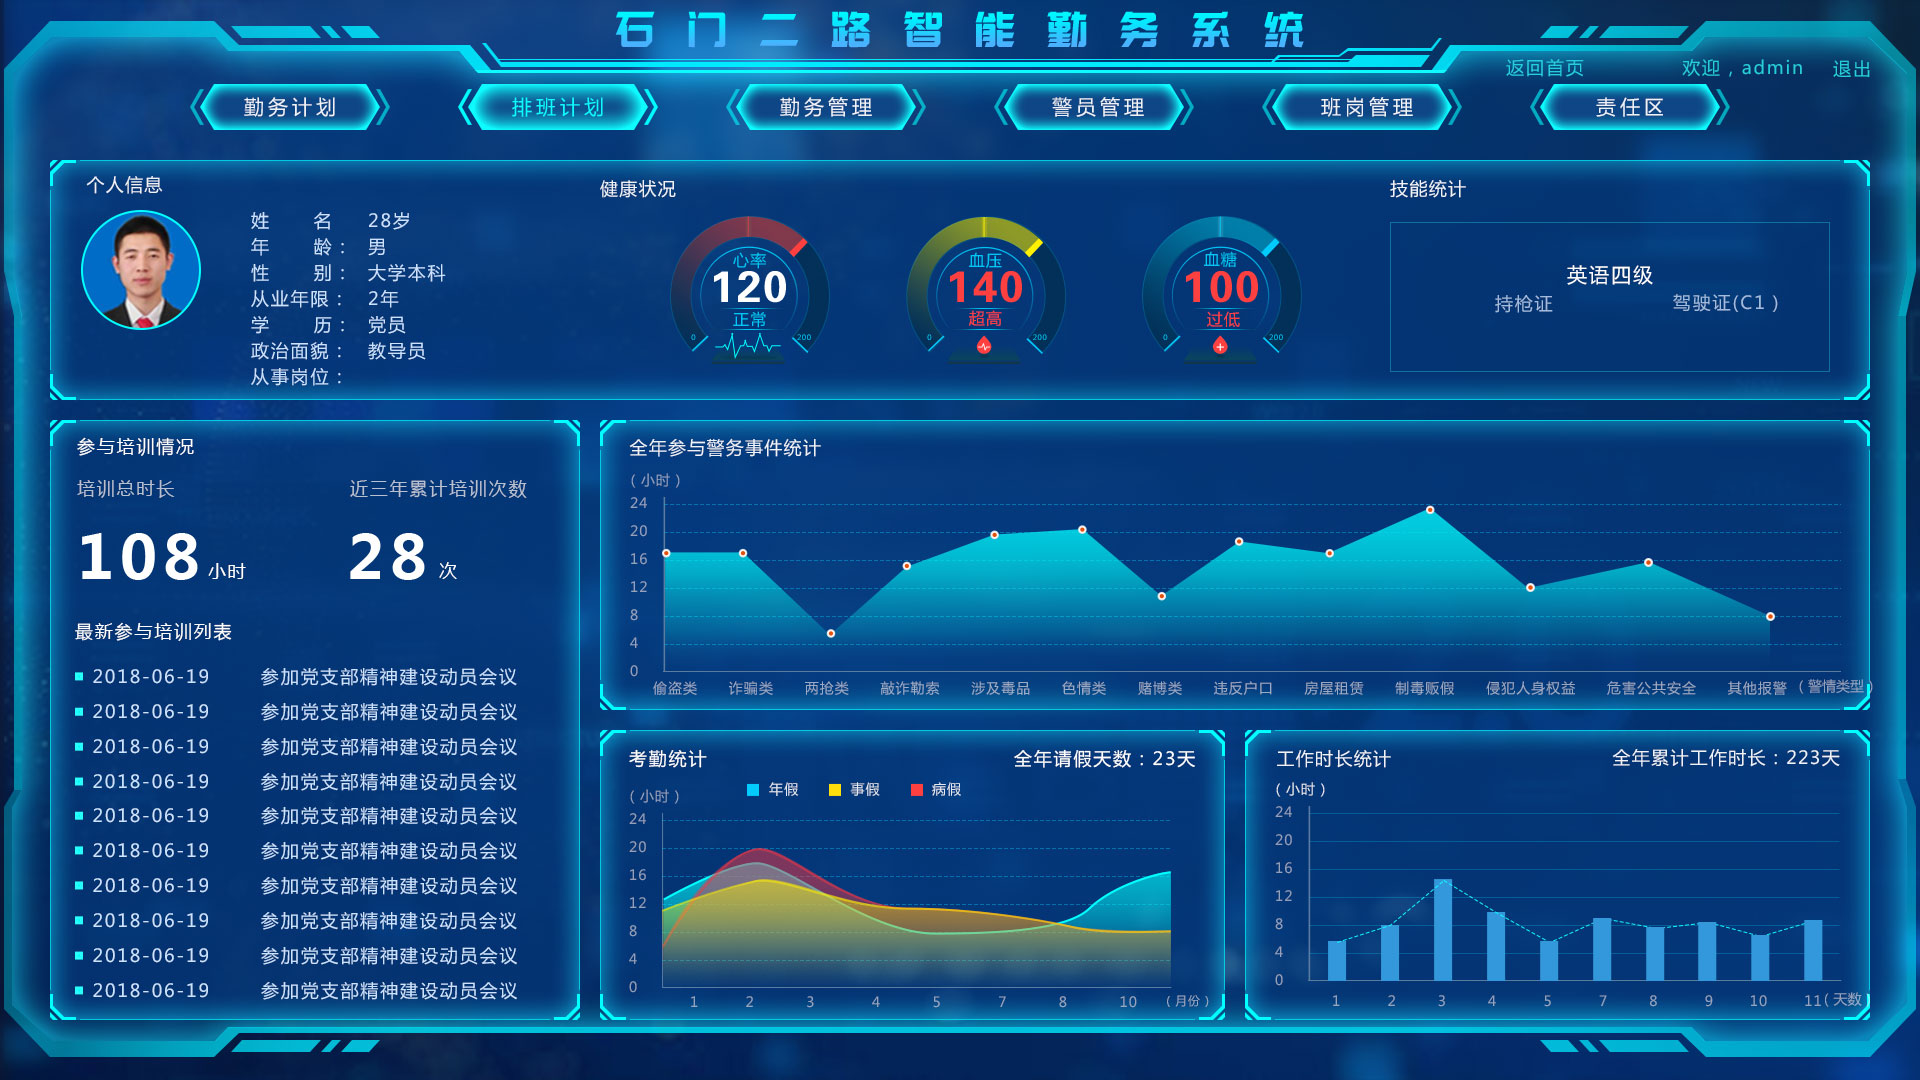 石门二路智能勤务系统
返回首页 欢迎，admin 退出
勤务计划 排班计划 勤务管理 警员管理 班岗管理 责任区
个人信息
姓 名 28岁
年 龄： 男
性 别： 大学本科
从业年限： 2年
学 历： 党员
政治面貌： 教导员
从事岗位：
健康状况
心率
120
正常
0 200
血压
140
超高
0 200
血糖
100
过低
0 200
技能统计
英语四级
持枪证 驾驶证(C1）
参与培训情况
培训总时长 近三年累计培训次数
108 小时 28 次
最新参与培训列表
2018-06-19 参加党支部精神建设动员会议
2018-06-19 参加党支部精神建设动员会议
2018-06-19 参加党支部精神建设动员会议
2018-06-19 参加党支部精神建设动员会议
2018-06-19 参加党支部精神建设动员会议
2018-06-19 参加党支部精神建设动员会议
2018-06-19 参加党支部精神建设动员会议
2018-06-19 参加党支部精神建设动员会议
2018-06-19 参加党支部精神建设动员会议
2018-06-19 参加党支部精神建设动员会议
全年参与警务事件统计
（小时）
24
20
16
12
8
4
0
偷盗类 诈骗类 两抢类 敲诈勒索 涉及毒品 色情类 赌博类 违反户口 房屋租赁 制毒贩假 侵犯人身权益 危害公共安全 其他报警 （警情类型）
考勤统计 全年请假天数：23天
（小时） 年假 事假 病假
24
20
16
12
8
4
0
1 2 3 4 5 7 8 10 （月份）
工作时长统计 全年累计工作时长：223天
（小时）
24
20
16
12
8
4
0
1 2 3 4 5 7 8 9 10 11（天数）